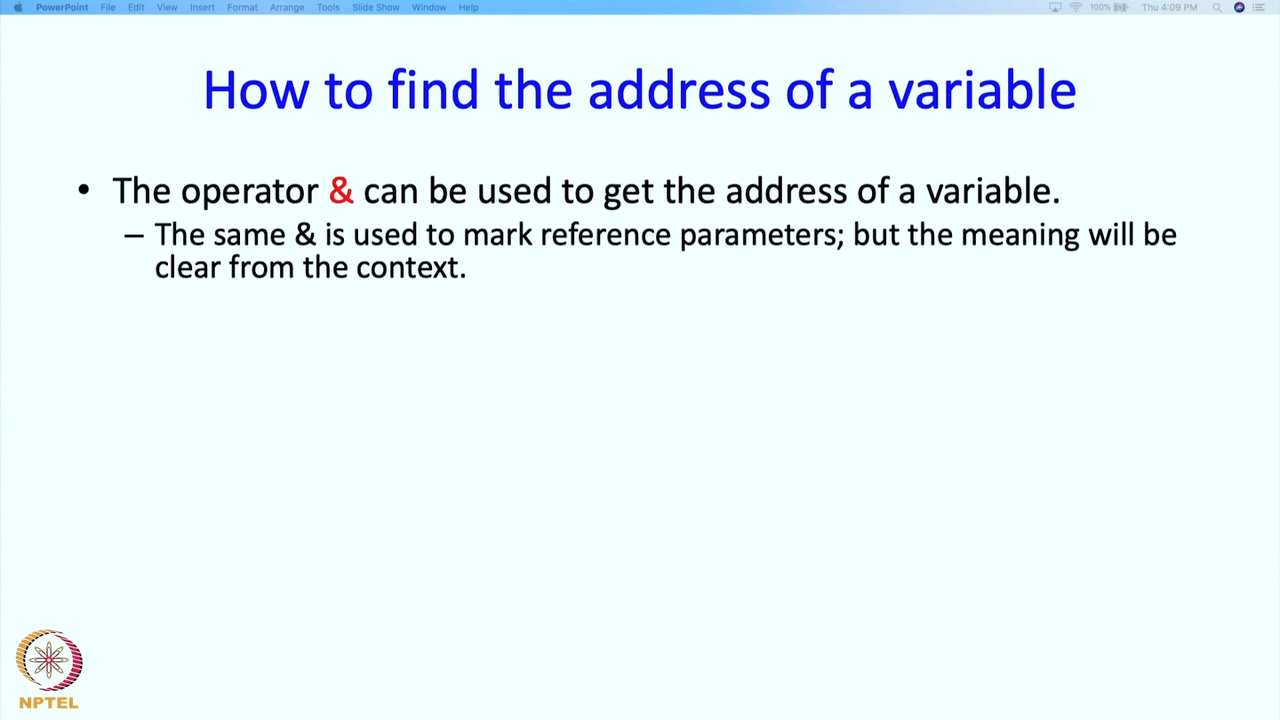 PowerPoint File Edit View Insert Format Arrange Tools Slide Show Window Help 100% Thu 4:09 PM
How to find the address of a variable
• The operator & can be used to get the address of a variable.
– The same & is used to mark reference parameters; but the meaning will be
clear from the context.
NPTEL